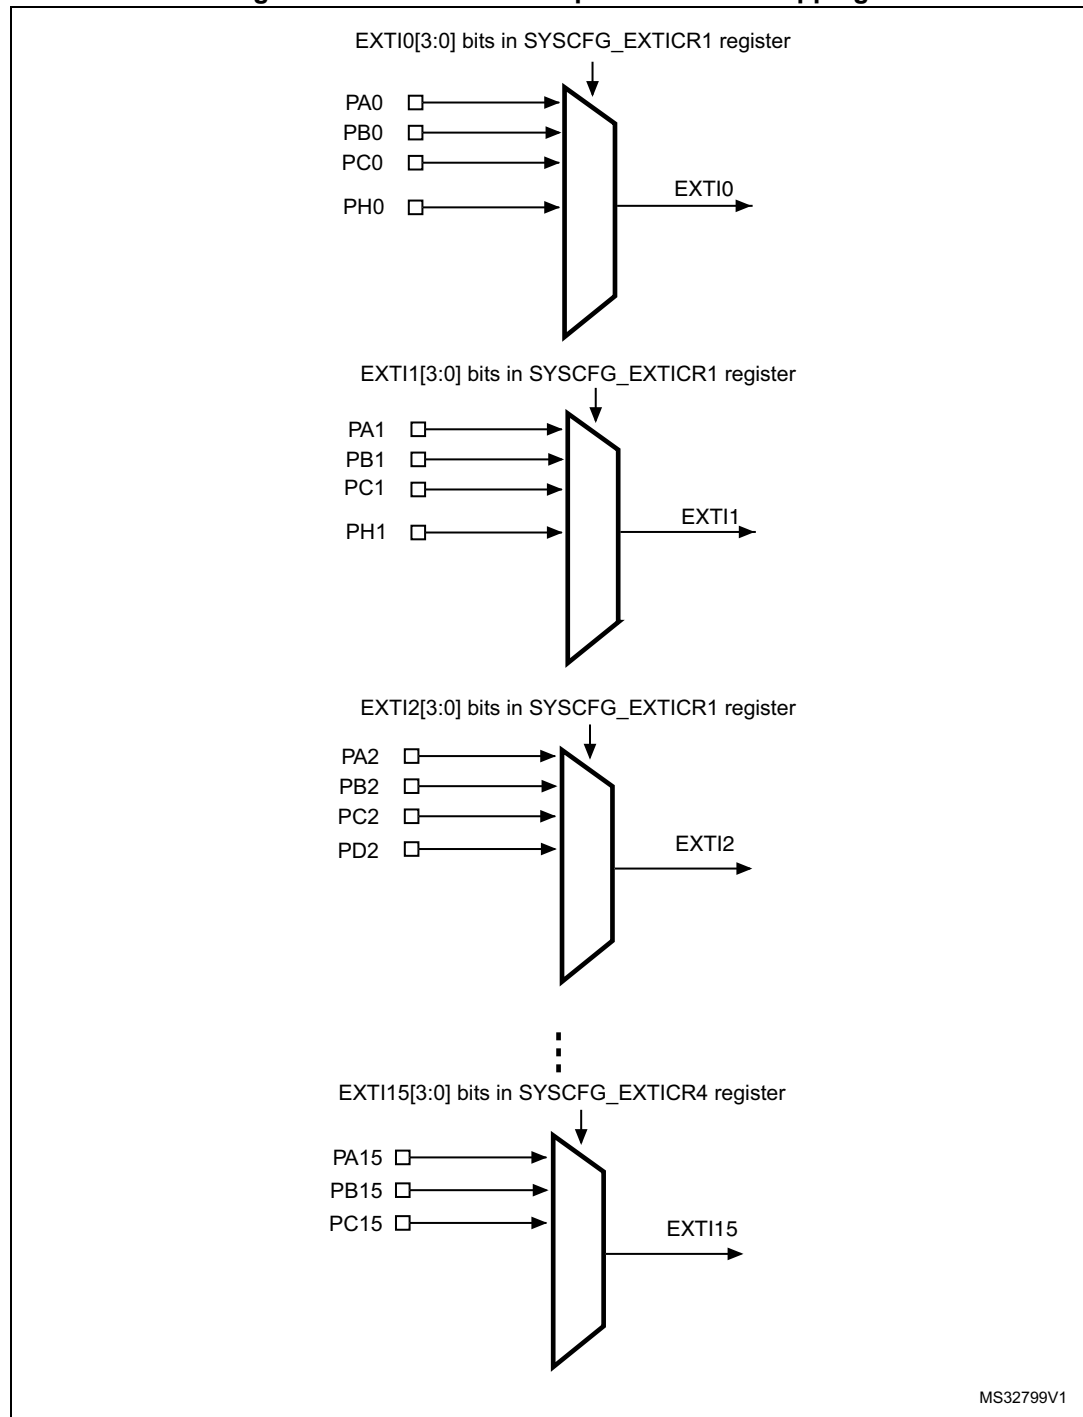 EXTI0[3:0] bits in SYSCFG_EXTICR1 register
PA0
PB0
PC0
PH0
EXTI0
EXTI1[3:0] bits in SYSCFG_EXTICR1 register
PA1
PB1
PC1
PH1
EXTI1
EXTI2[3:0] bits in SYSCFG_EXTICR1 register
PA2
PB2
PC2
PD2
EXTI2
EXTI15[3:0] bits in SYSCFG_EXTICR4 register
PA15
PB15
PC15
EXTI15
MS32799V1